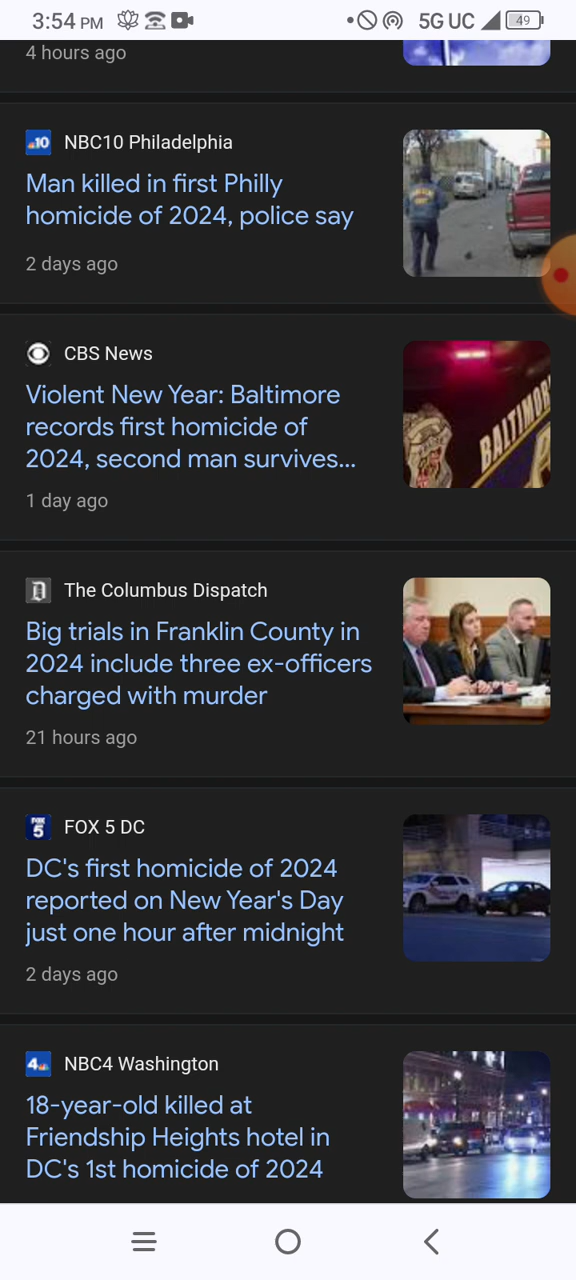 3:54 PM 5G UC 49
4 hours ago
10 NBC10 Philadelphia
Man killed in first Philly
homicide of 2024, police say
2 days ago
CBS News
Violent New Year: Baltimore
records first homicide of
2024, second man survives...
BALTIMOR
1 day ago
D The Columbus Dispatch
Big trials in Franklin County in
2024 include three ex-officers
charged with murder
21 hours ago
FOX 5 FOX 5 DC
DC's first homicide of 2024
reported on New Year's Day
just one hour after midnight
2 days ago
4 NBC4 Washington
18-year-old killed at
Friendship Heights hotel in
DC's 1st homicide of 2024